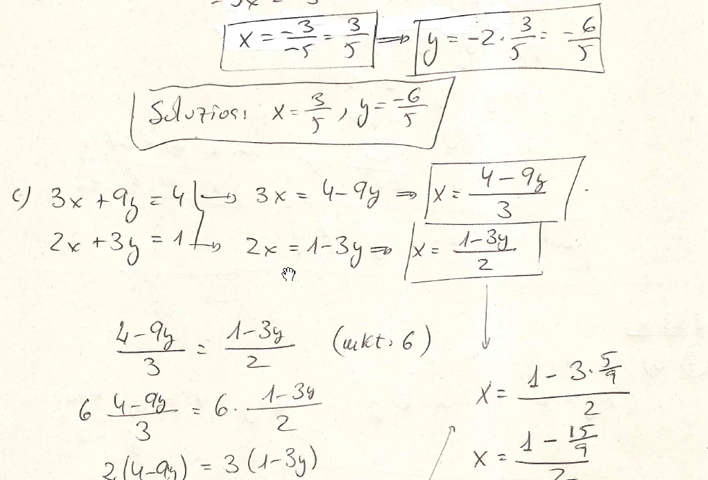 x = -3/-5 = 3/5 ⇒ y = -2 · 3/5 = -6/5
Soluzioa: x = 3/5, y = -6/5
c) 3x + 9y = 4 → 3x = 4-9y ⇒ x = 4-9y/3
2x + 3y = 1 → 2x = 1-3y ⇒ x = 1-3y/2
4-9y/3 = 1-3y/2 (mkt: 6)
6 4-9y/3 = 6 · 1-3y/2
2(4-9y) = 3(1-3y)
x = 1 - 3 · 5/9 / 2
x = 1 - 15/9 / 2